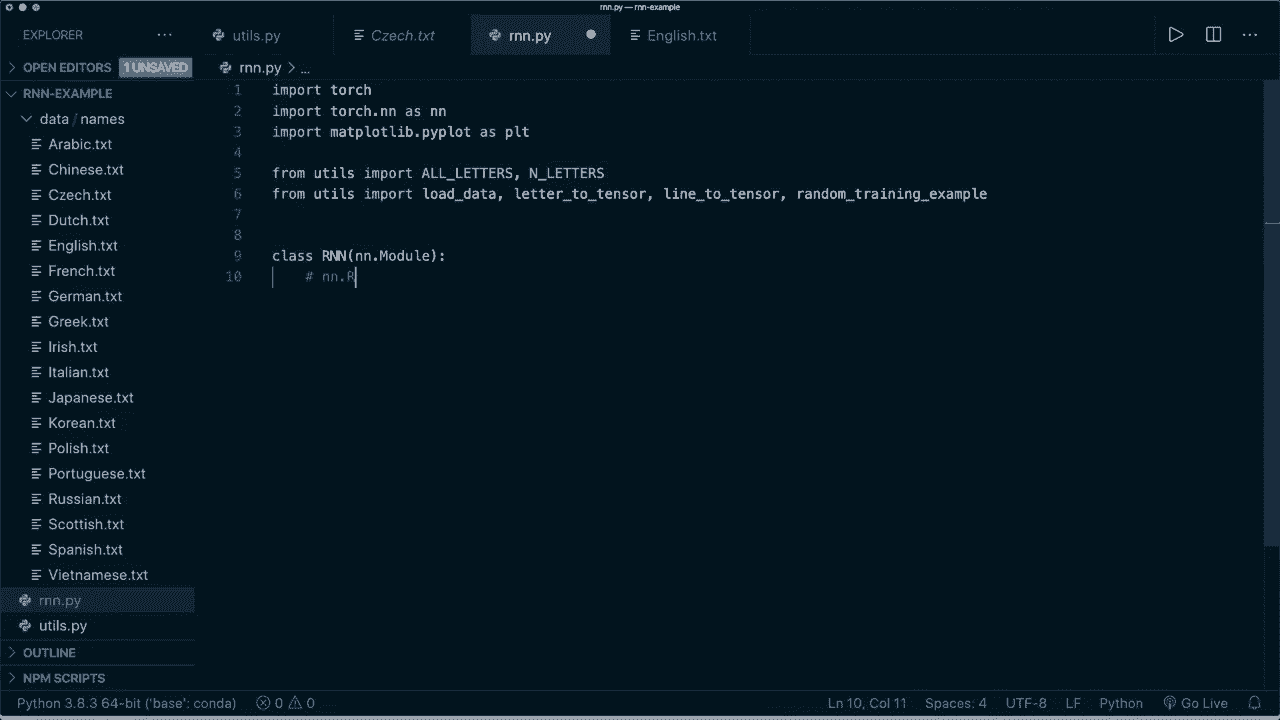 rnn.py — rnn-example
EXPLORER ···
utils.py
Czech.txt
rnn.py
English.txt
OPEN EDITORS 1 UNSAVED
rnn.py > ...
RNN-EXAMPLE
data / names
Arabic.txt
Chinese.txt
Czech.txt
Dutch.txt
English.txt
French.txt
German.txt
Greek.txt
Irish.txt
Italian.txt
Japanese.txt
Korean.txt
Polish.txt
Portuguese.txt
Russian.txt
Scottish.txt
Spanish.txt
Vietnamese.txt
rnn.py
utils.py
OUTLINE
NPM SCRIPTS
1 import torch
2 import torch.nn as nn
3 import matplotlib.pyplot as plt
4
5 from utils import ALL_LETTERS, N_LETTERS
6 from utils import load_data, letter_to_tensor, line_to_tensor, random_training_example
7
8
9 class RNN(nn.Module):
10 # nn.R
Python 3.8.3 64-bit ('base': conda) 0 0 Ln 10, Col 11 Spaces: 4 UTF-8 LF Python Go Live